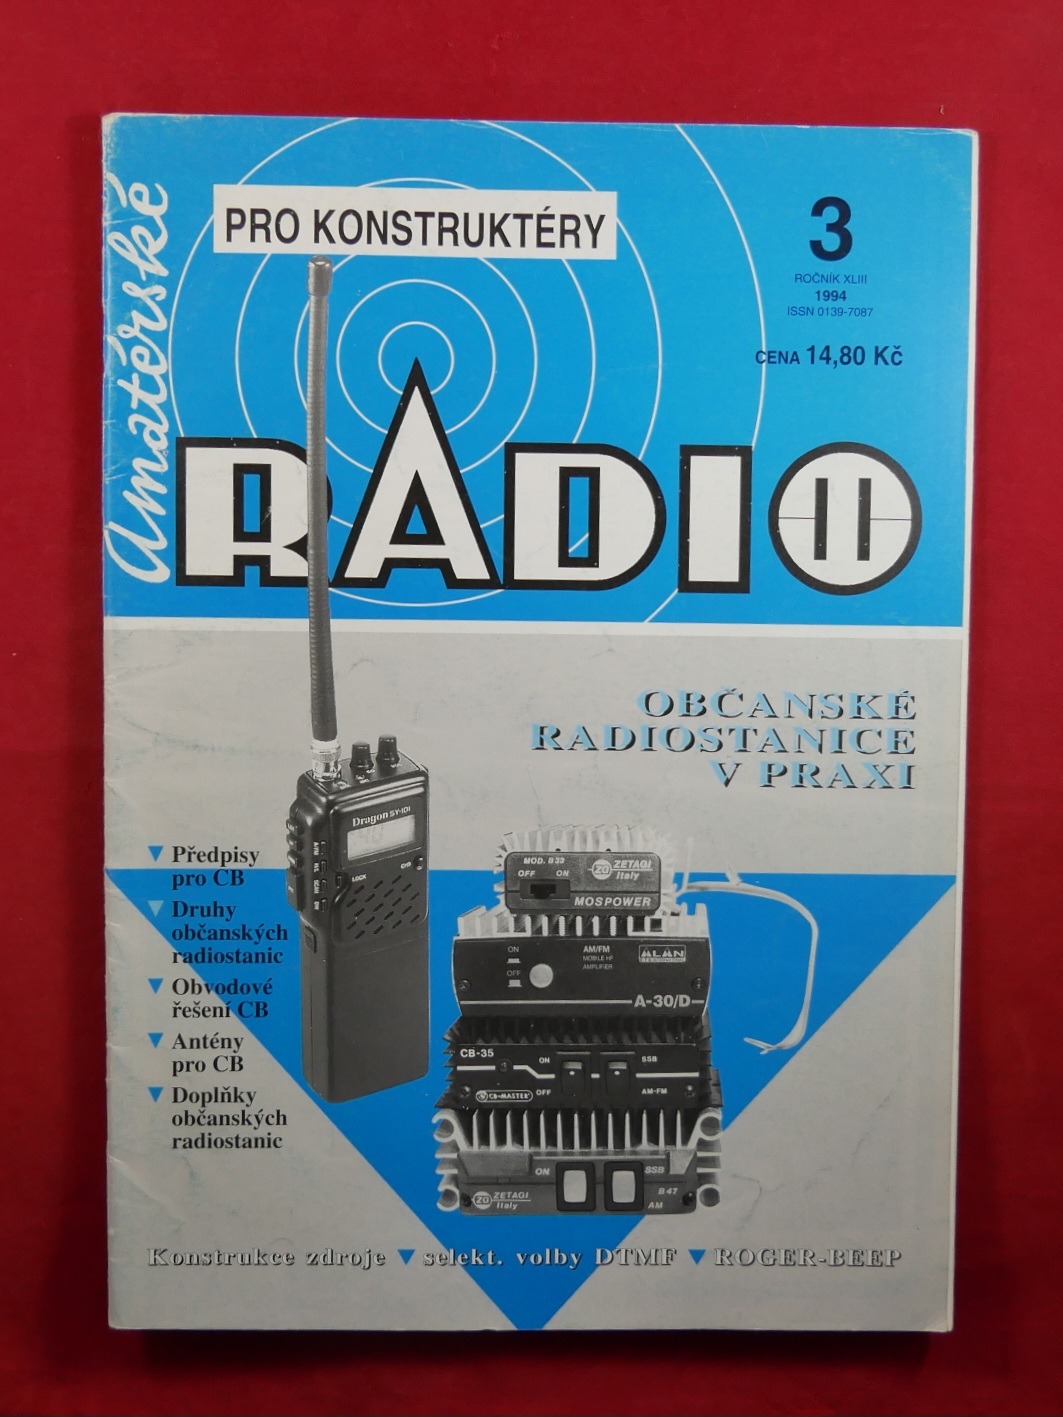 Amatérské
PRO KONSTRUKTÉRY
3
ROČNÍK XLIII
1994
ISSN 0139-7087
CENA 14,80 Kč
RADIO
OBČANSKÉ
RADIOSTANICE
V PRAXI
Dragon SY-101
LOCK
SCAN
▼ Předpisy
pro CB
▼ Druhy
občanských
radiostanic
▼ Obvodové
řešení CB
▼ Antény
pro CB
▼ Doplňky
občanských
radiostanic
MOD. B 33
OFF ON
ZG ZETAGI
Italy
MOSPOWER
ON
OFF
AM/FM
MOBILE HF
AMPLIFIER
ALAN
A-30/D
CB-35
ON
SSB
CB-MASTER
OFF
AM-FM
ON
SSB
ZG ZETAGI
Italy
B 47
AM
Konstrukce zdroje ▼ selekt. volby DTMF ▼ ROGER-BEEP